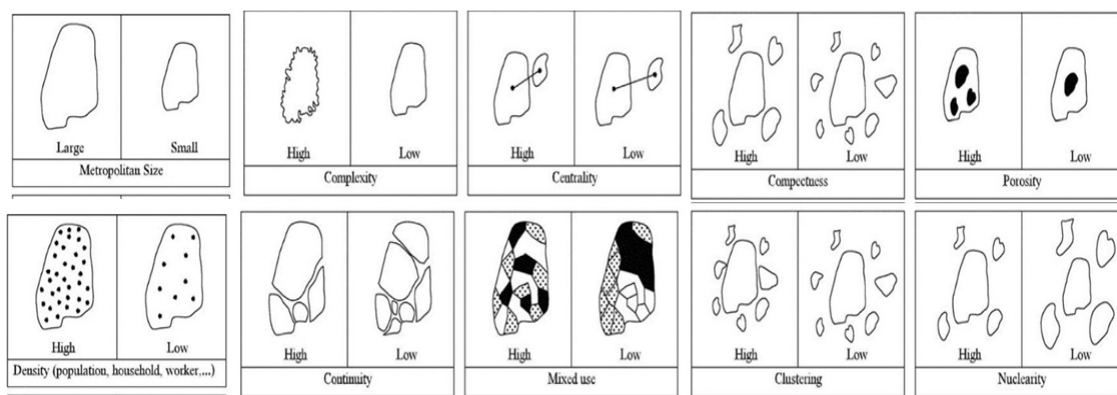 Large Small
Metropolitan Size
High Low
Complexity
High Low
Centrality
High Low
Compectness
High Low
Porosity
High Low
Density (population, household, worker,...)
High Low
Continuity
High Low
Mixed use
High Low
Clustering
High Low
Nuclearity